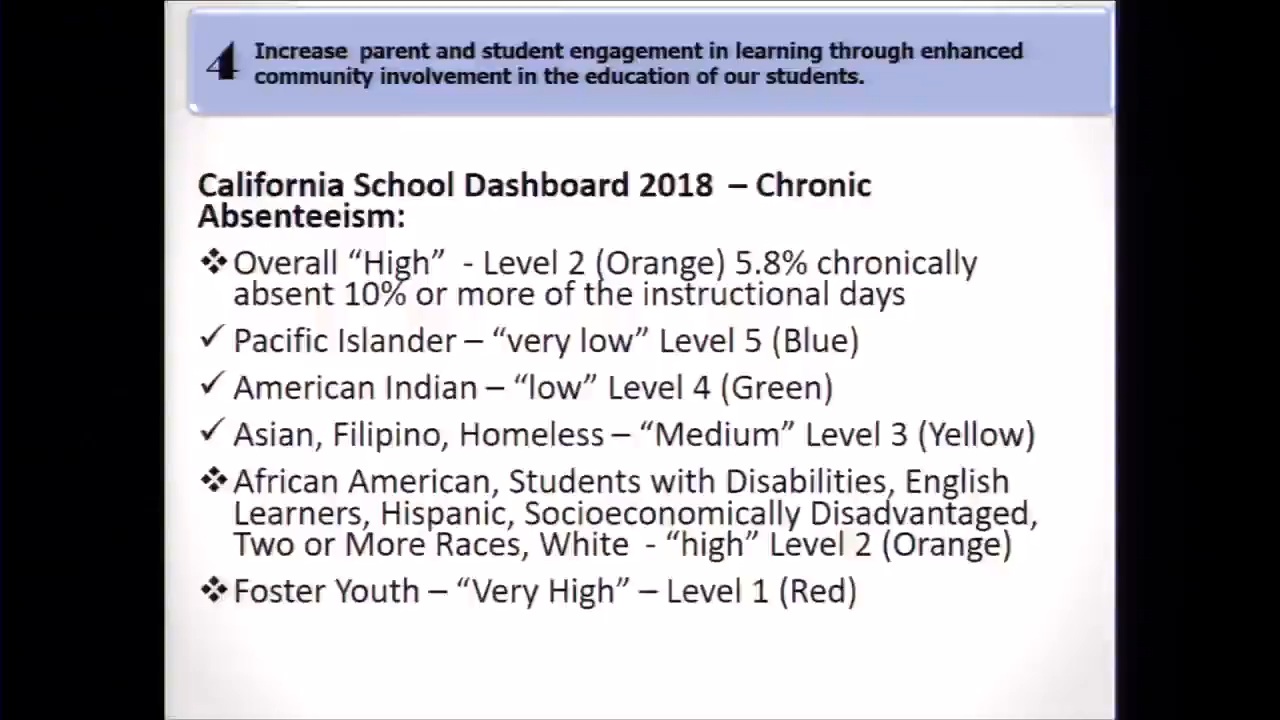 4
Increase parent and student engagement in learning through enhanced
community involvement in the education of our students.
California School Dashboard 2018 – Chronic
Absenteeism:
❖ Overall “High” - Level 2 (Orange) 5.8% chronically
absent 10% or more of the instructional days
✓ Pacific Islander – “very low” Level 5 (Blue)
✓ American Indian – “low” Level 4 (Green)
✓ Asian, Filipino, Homeless – “Medium” Level 3 (Yellow)
❖ African American, Students with Disabilities, English
Learners, Hispanic, Socioeconomically Disadvantaged,
Two or More Races, White - “high” Level 2 (Orange)
❖ Foster Youth – “Very High” – Level 1 (Red)